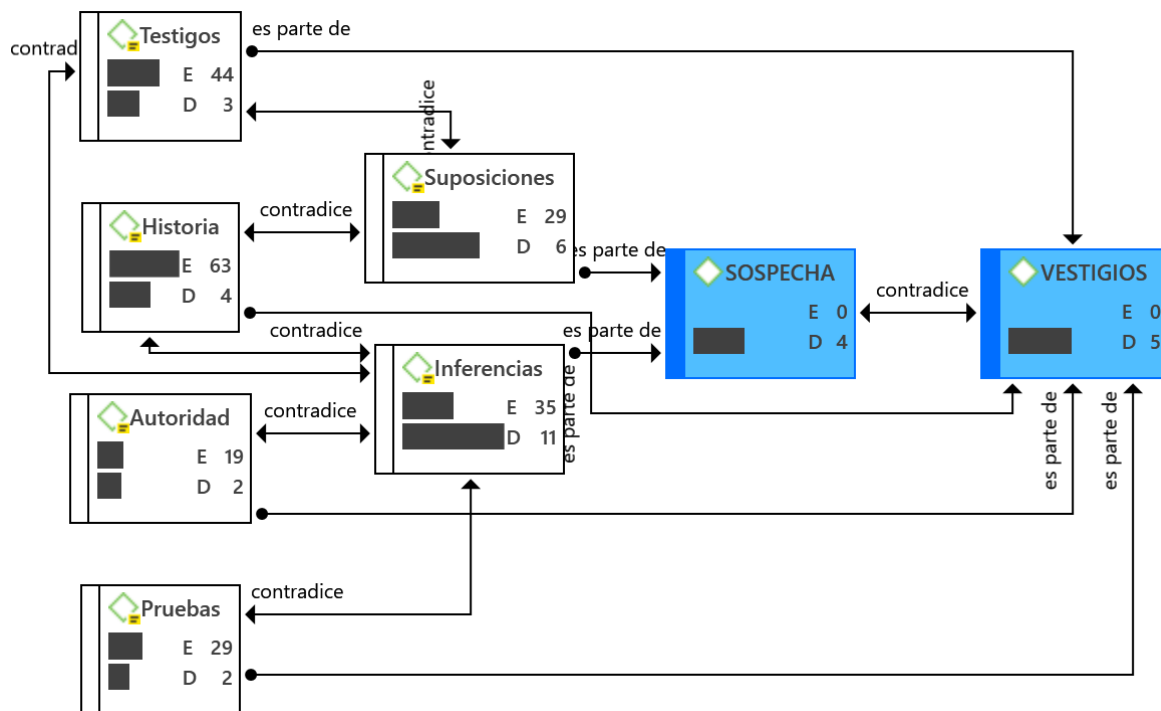 Testigos
E 44
D 3
contrad
es parte de
ontradice
Suposiciones
E 29
D 6
Historia
E 63
D 4
contradice
es parte de
SOSPECHA
E 0
D 4
contradice
VESTIGIOS
E 0
D 5
contradice
es parte de
Inferencias
E 35
D 11
es parte de
Autoridad
E 19
D 2
contradice
es parte de
es parte de
Pruebas
E 29
D 2
contradice